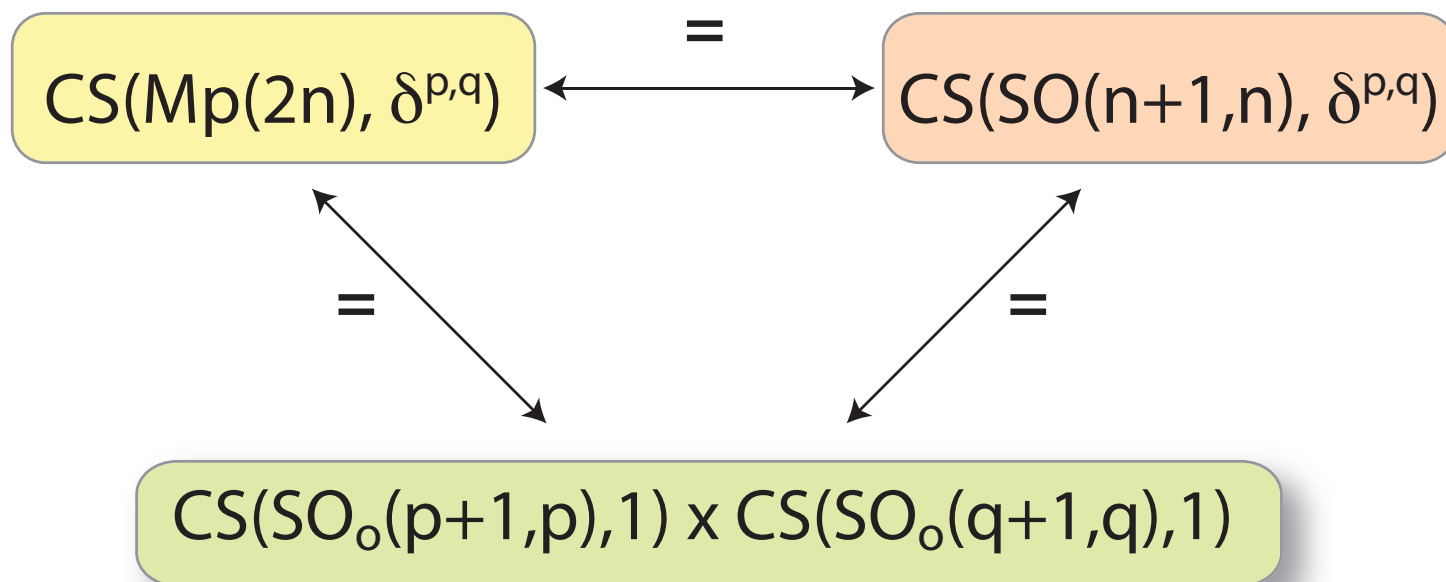 =
CS(Mp(2n), δ^{p,q})
CS(SO(n+1,n), δ^{p,q})
=
=
CS(SO_o(p+1,p),1) x CS(SO_o(q+1,q),1)